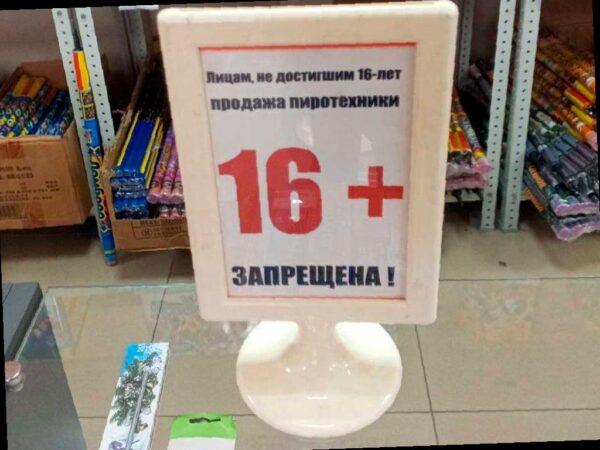 Лицам, не достигшим 16-лет
продажа пиротехники
16 +
ЗАПРЕЩЕНА !